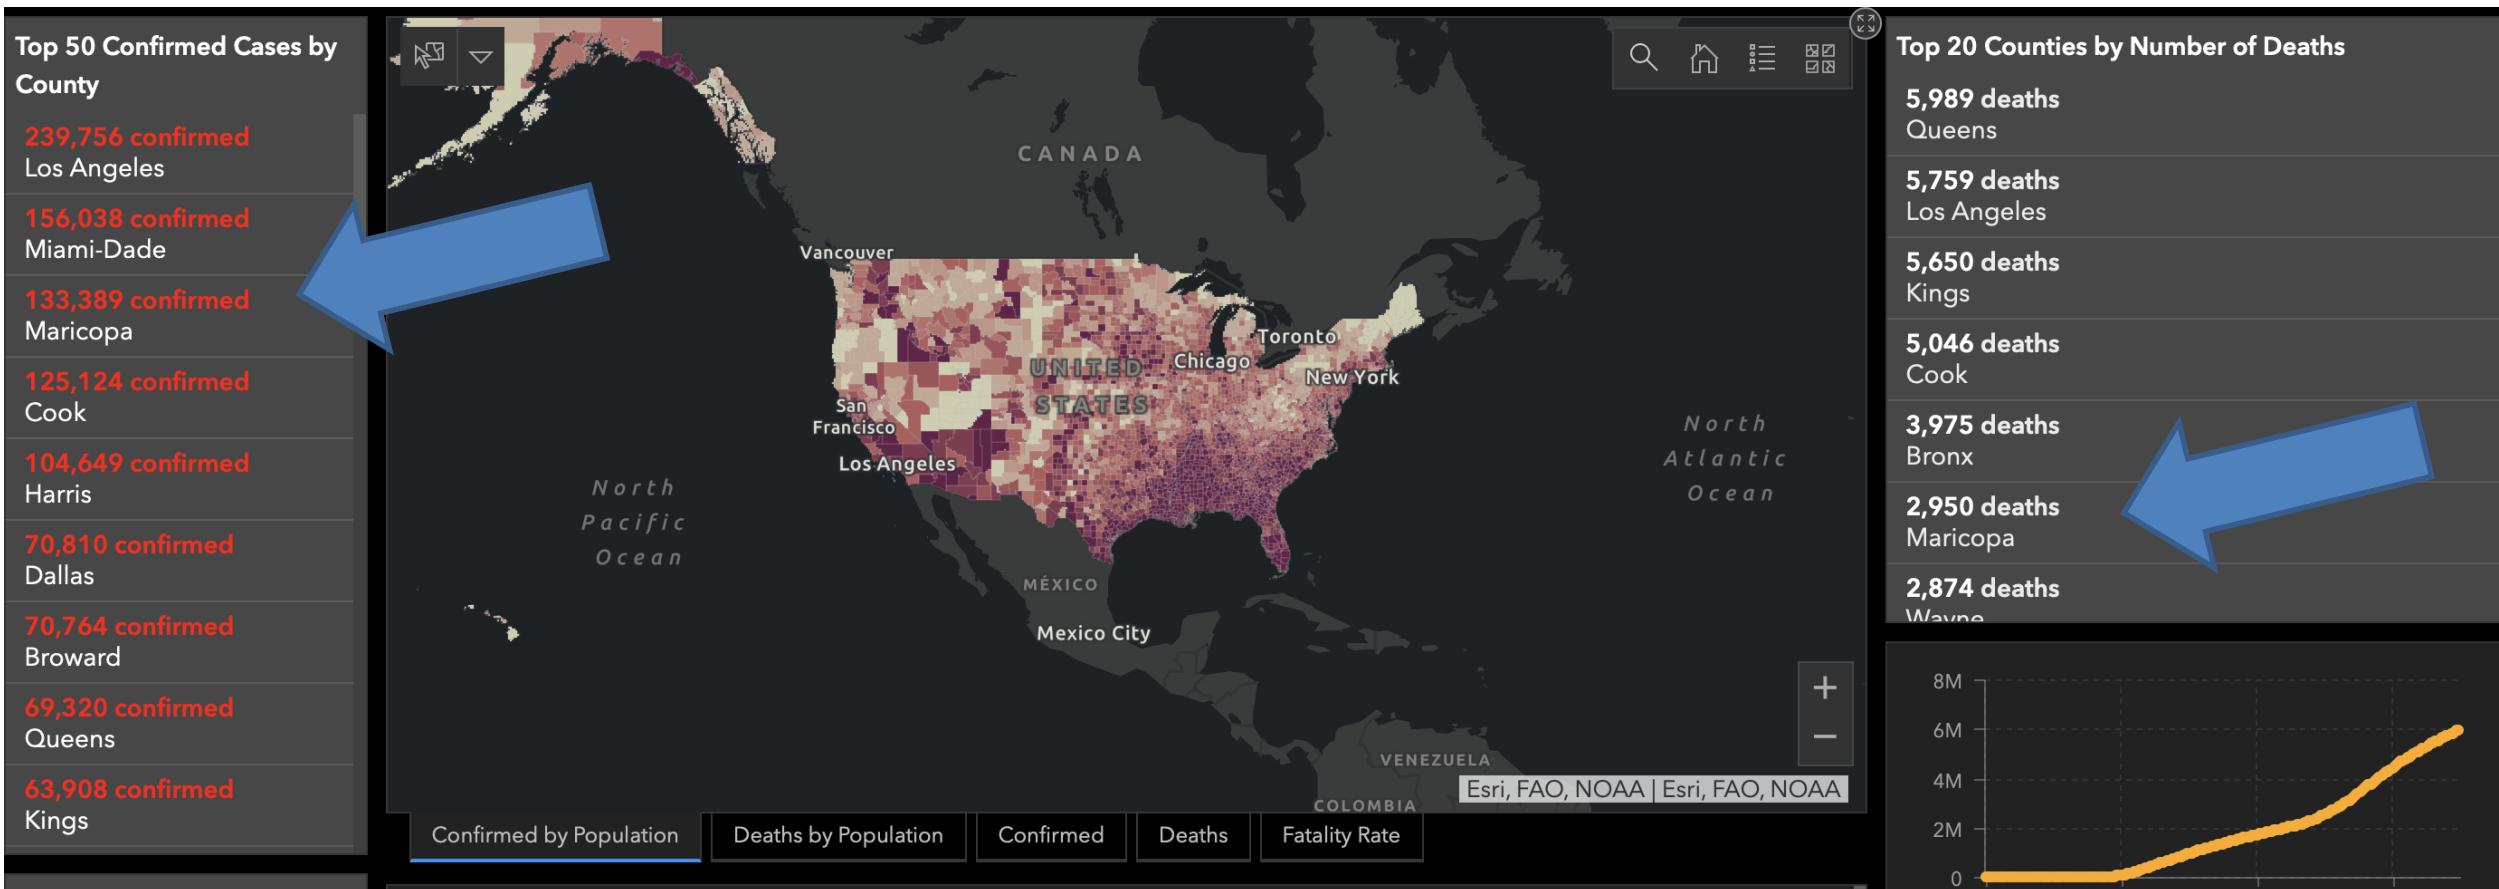 Top 50 Confirmed Cases by
County
239,756 confirmed
Los Angeles
156,038 confirmed
Miami-Dade
133,389 confirmed
Maricopa
125,124 confirmed
Cook
104,649 confirmed
Harris
70,810 confirmed
Dallas
70,764 confirmed
Broward
69,320 confirmed
Queens
63,908 confirmed
Kings
CANADA
Vancouver
Toronto
Chicago
UNITED
STATES
New York
San
Francisco
Los Angeles
North
Pacific
Ocean
North
Atlantic
Ocean
MÉXICO
Mexico City
VENEZUELA
COLOMBIA
+
−
Esri, FAO, NOAA | Esri, FAO, NOAA
Confirmed by Population
Deaths by Population
Confirmed
Deaths
Fatality Rate
Top 20 Counties by Number of Deaths
5,989 deaths
Queens
5,759 deaths
Los Angeles
5,650 deaths
Kings
5,046 deaths
Cook
3,975 deaths
Bronx
2,950 deaths
Maricopa
2,874 deaths
Wayne
8M
6M
4M
2M
0